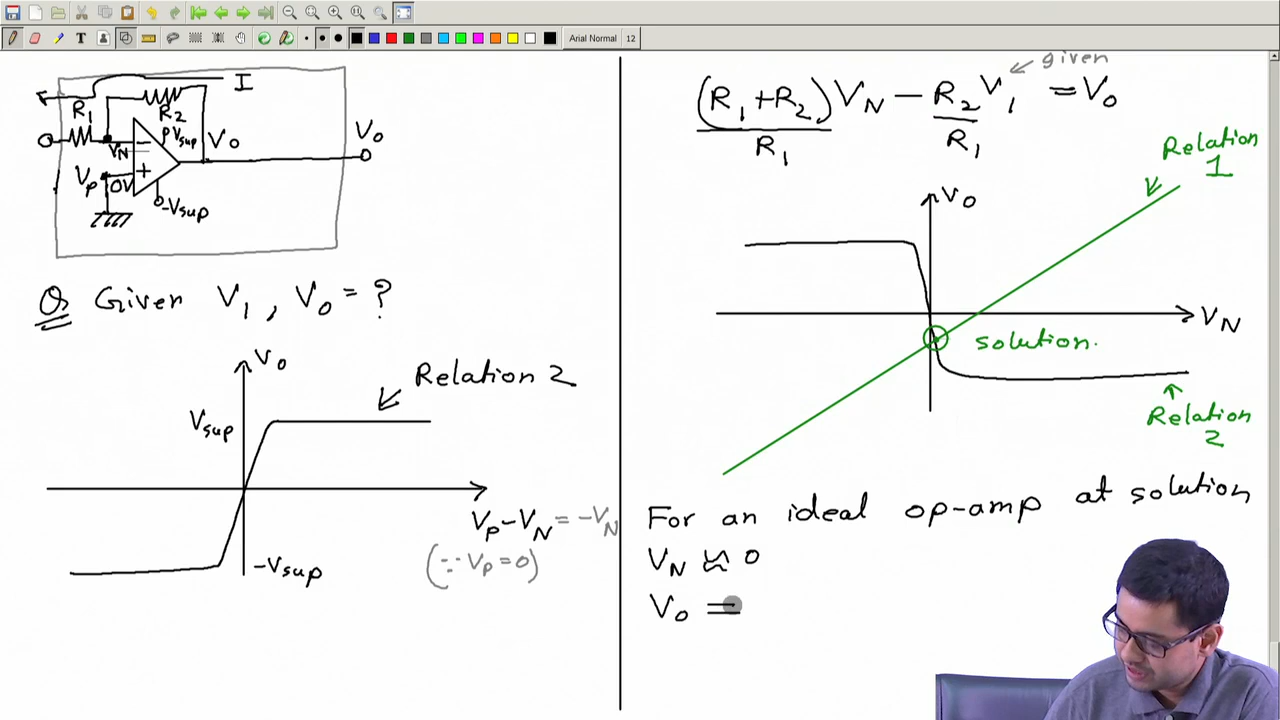 Arial Normal 12
I
R1
R2
VN
Vsup
Vo
Vo
Vp
0V
-Vsup
Q Given V1, Vo = ?
Vo
Relation 2
Vsup
Vp-VN = -VN
(∵ Vp = 0)
-Vsup
given
(R1+R2)/R1 VN - R2/R1 V1 = Vo
Relation
1
Vo
VN
solution.
Relation
2
For an ideal op-amp at solution
VN ≈ 0
Vo =